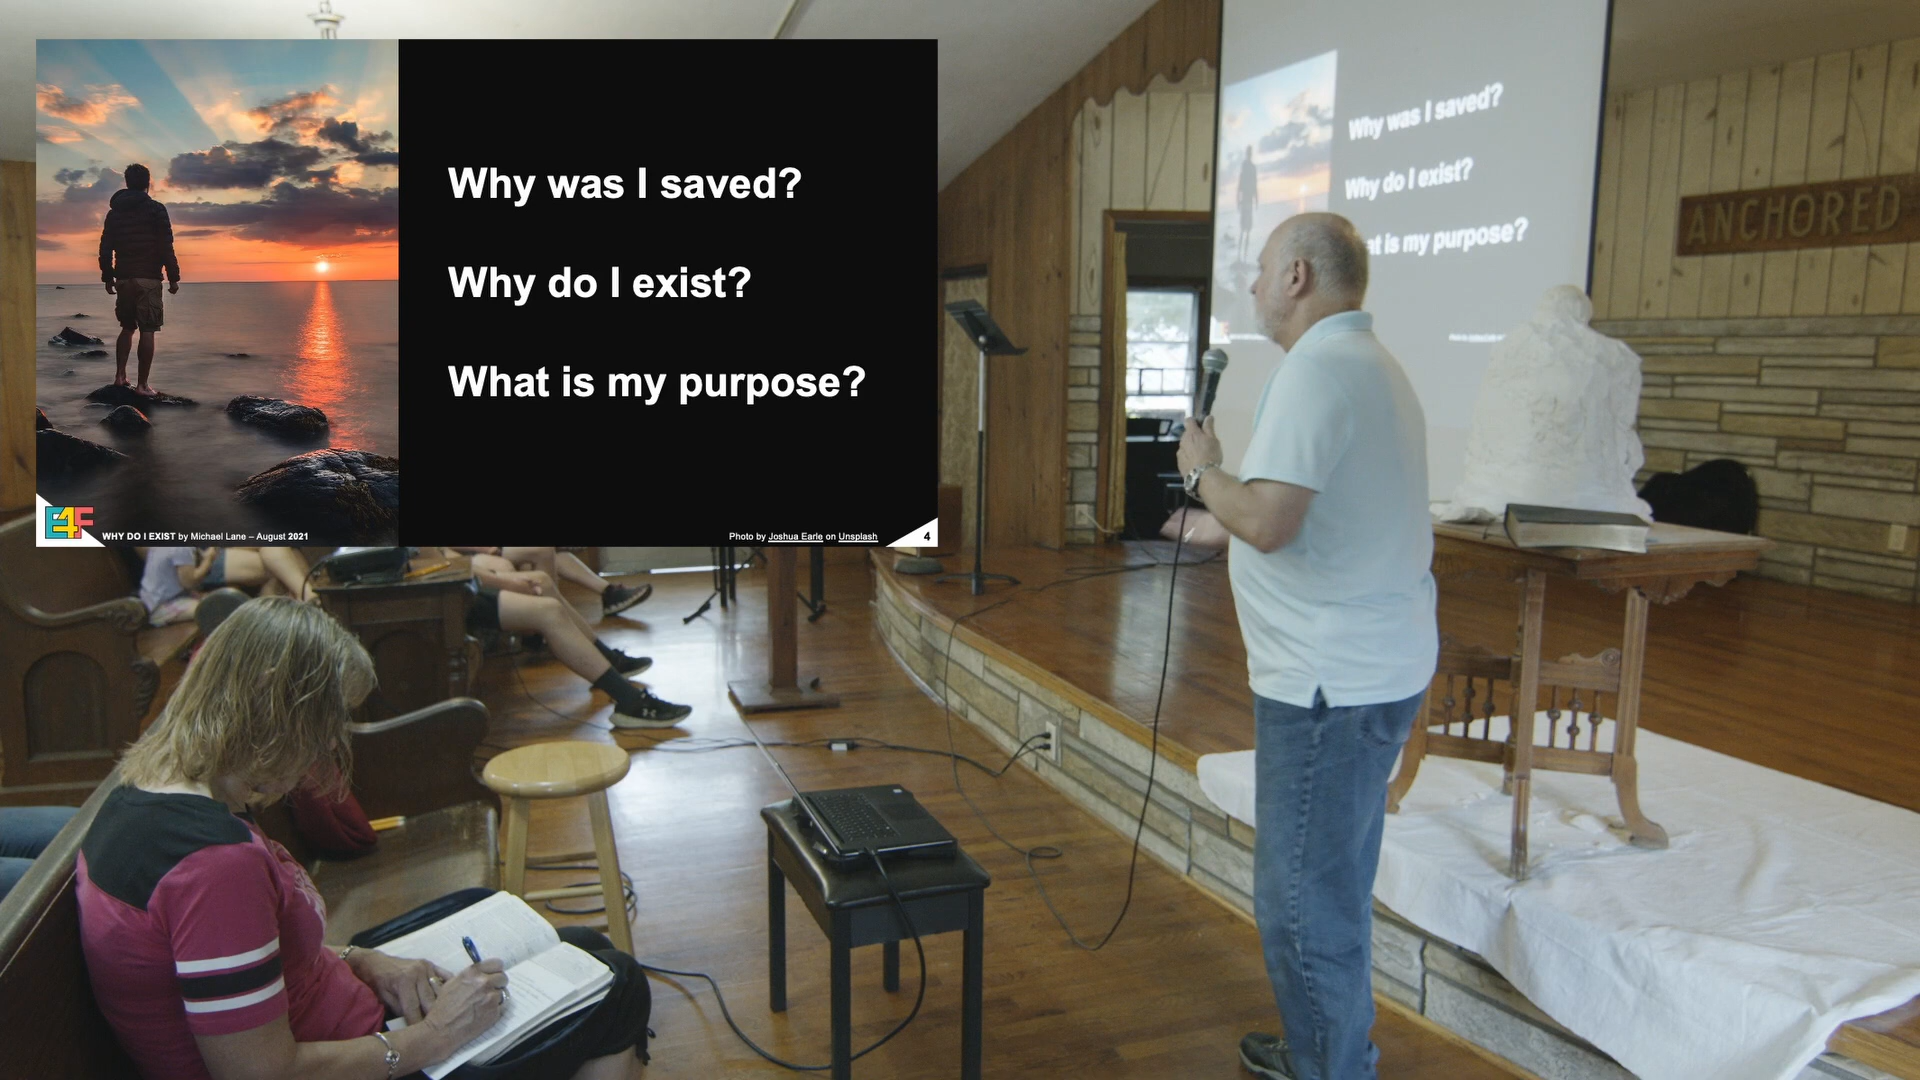 Why was I saved?
Why do I exist?
What is my purpose?
E4F
WHY DO I EXIST by Michael Lane – August 2021
Photo by Joshua Earle on Unsplash
4
Why was I saved?
Why do I exist?
at is my purpose?
ANCHORED